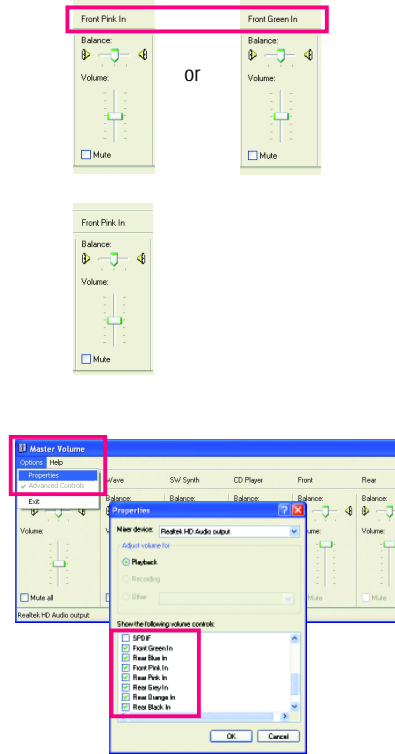 Front Pink In
Front Green In
Balance:
Balance:
or
Volume:
Volume:
Mute
Mute
Front Pink In
Balance:
Volume:
Mute
Master Volume
Options Help
Properties
Advanced Controls
Exit
Wave
SW Synth
CD Player
Front
Rear
Balance:
Balance:
Balance:
Balance:
Balance:
Volume:
Volume:
Mute all
Mute
Mute
Realtek HD Audio output
Properties
Mixer device: Realtek HD Audio output
Adjust volume for
Playback
Recording
Other
Show the following volume controls:
SPDIF
Front Green In
Rear Blue In
Front Pink In
Rear Pink In
Rear Grey In
Rear Orange In
Rear Black In
OK Cancel